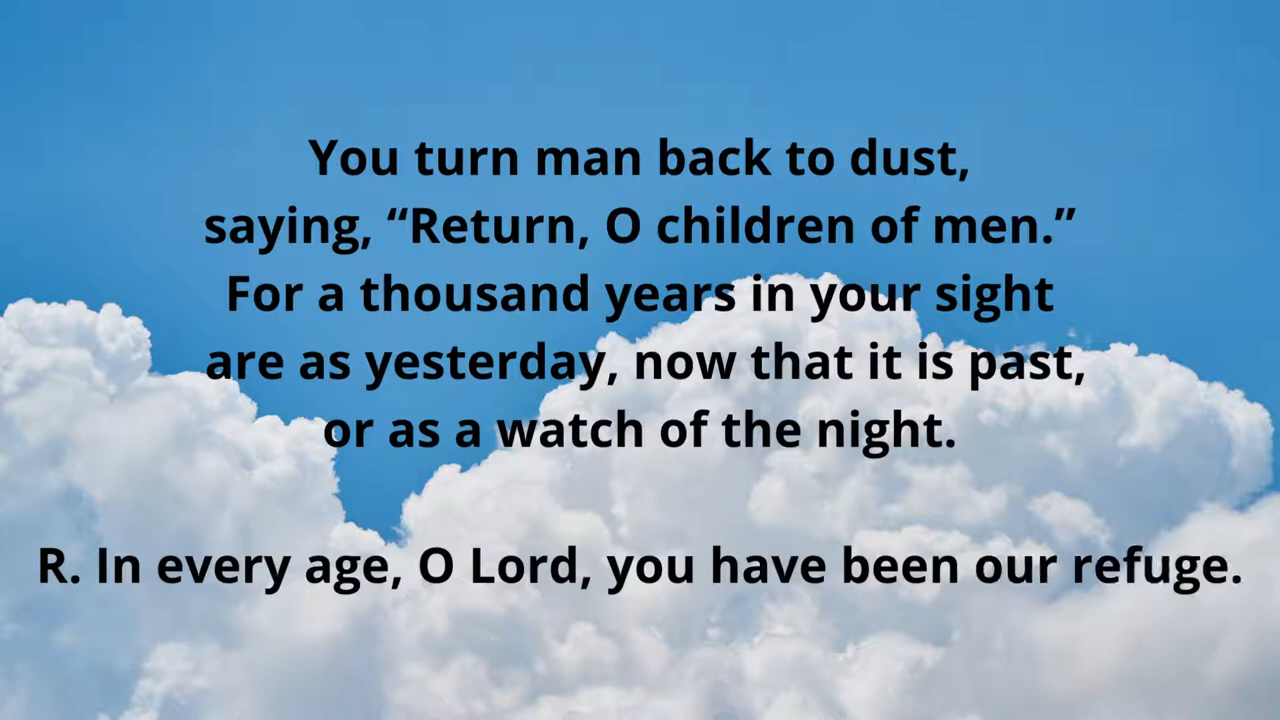 You turn man back to dust,
saying, “Return, O children of men.”
For a thousand years in your sight
are as yesterday, now that it is past,
or as a watch of the night.
R. In every age, O Lord, you have been our refuge.